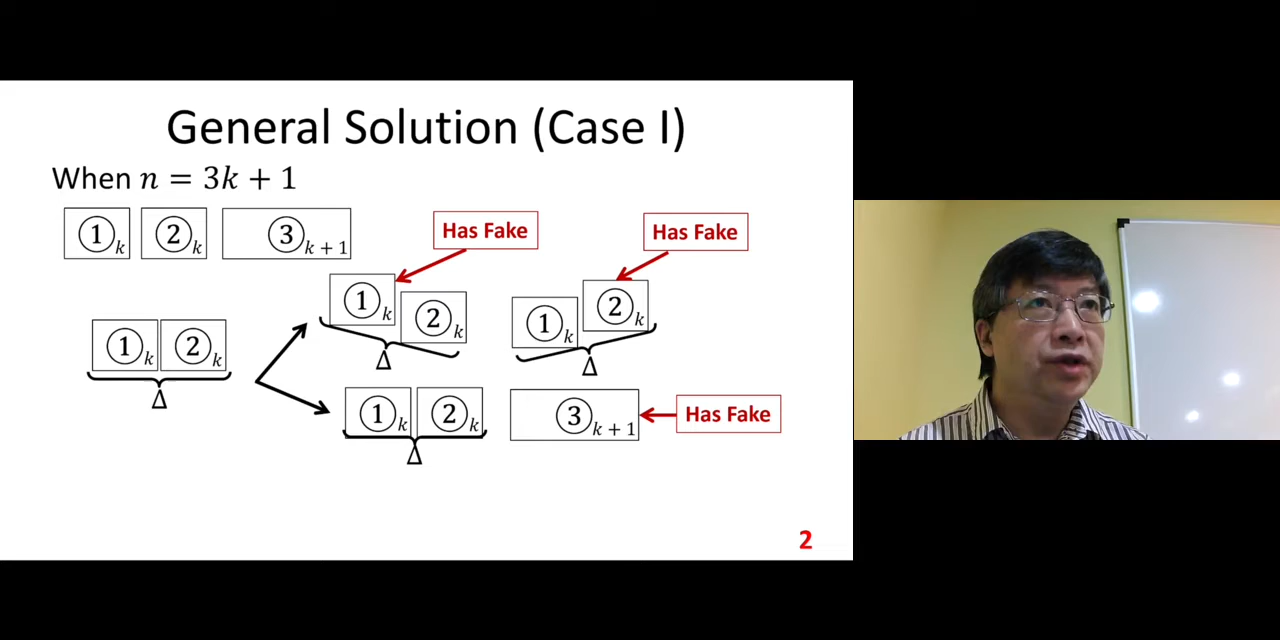 General Solution (Case I)
When n = 3k + 1
①k ②k ③k + 1
Has Fake
Has Fake
①k ②k
Δ
①k ②k
Δ
①k ②k
Δ
①k ②k
Δ
③k + 1
Has Fake
2